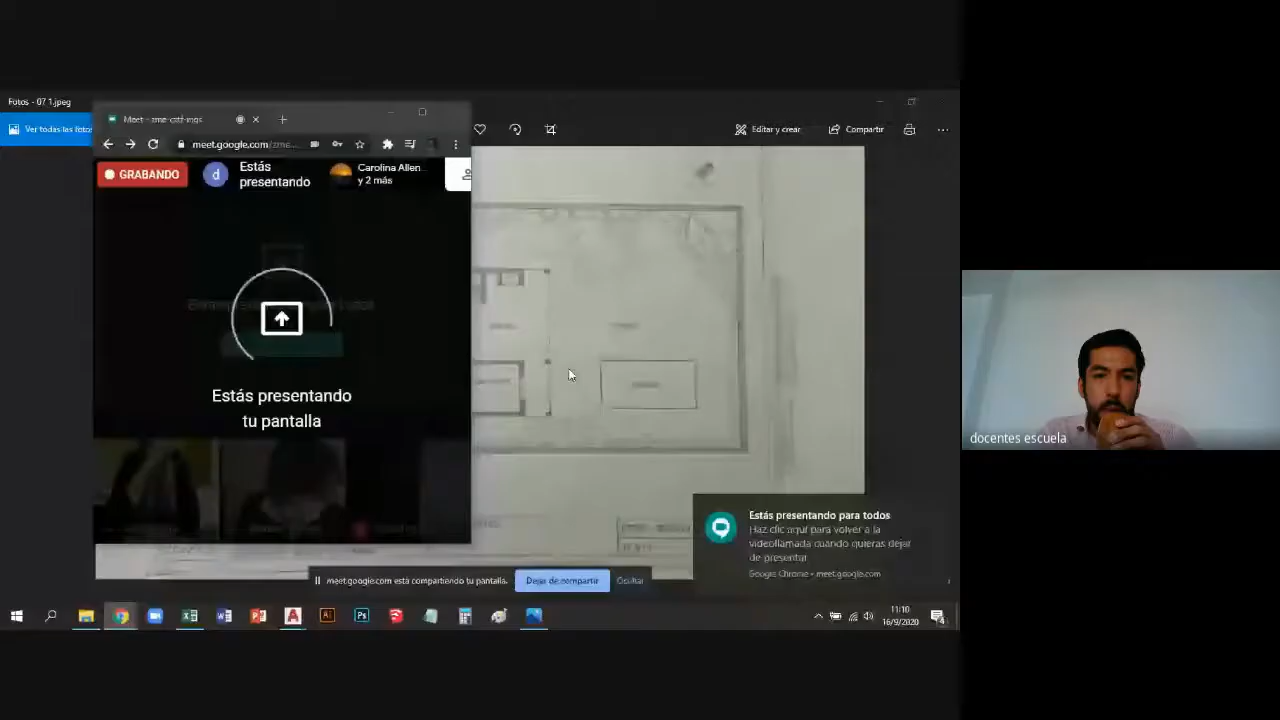 Fotos - 07 1.jpeg
Ver todas las fotos
Editar y crear
Compartir
meet.google.com/zme...
GRABANDO
d
Estás
presentando
Carolina Allen...
y 2 más
Estás presentando
tu pantalla
Estás presentando para todos
Haz clic aquí para volver a la
videollamada cuando quieras dejar
de presentar
Google Chrome • meet.google.com
meet.google.com está compartiendo tu pantalla.
Dejar de compartir
Ocultar
11:10
16/9/2020
docentes escuela